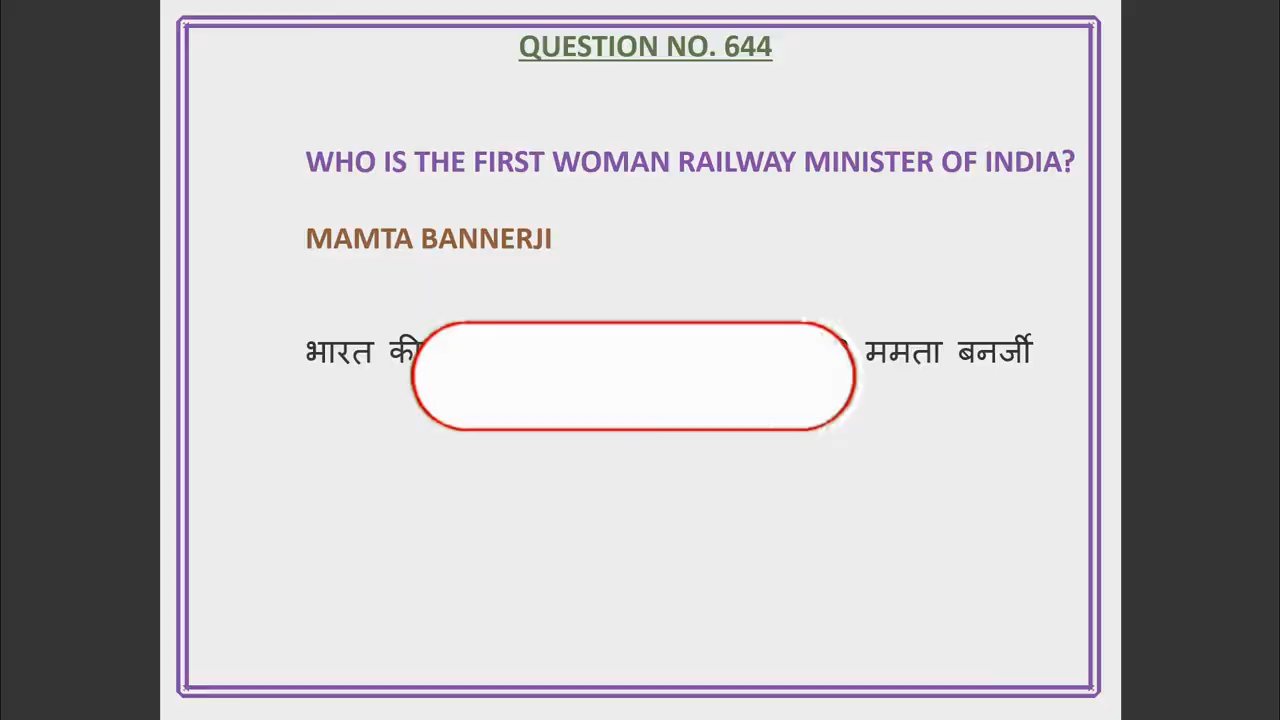 QUESTION NO. 644
WHO IS THE FIRST WOMAN RAILWAY MINISTER OF INDIA?
MAMTA BANNERJI
भारत की ममता बनर्जी